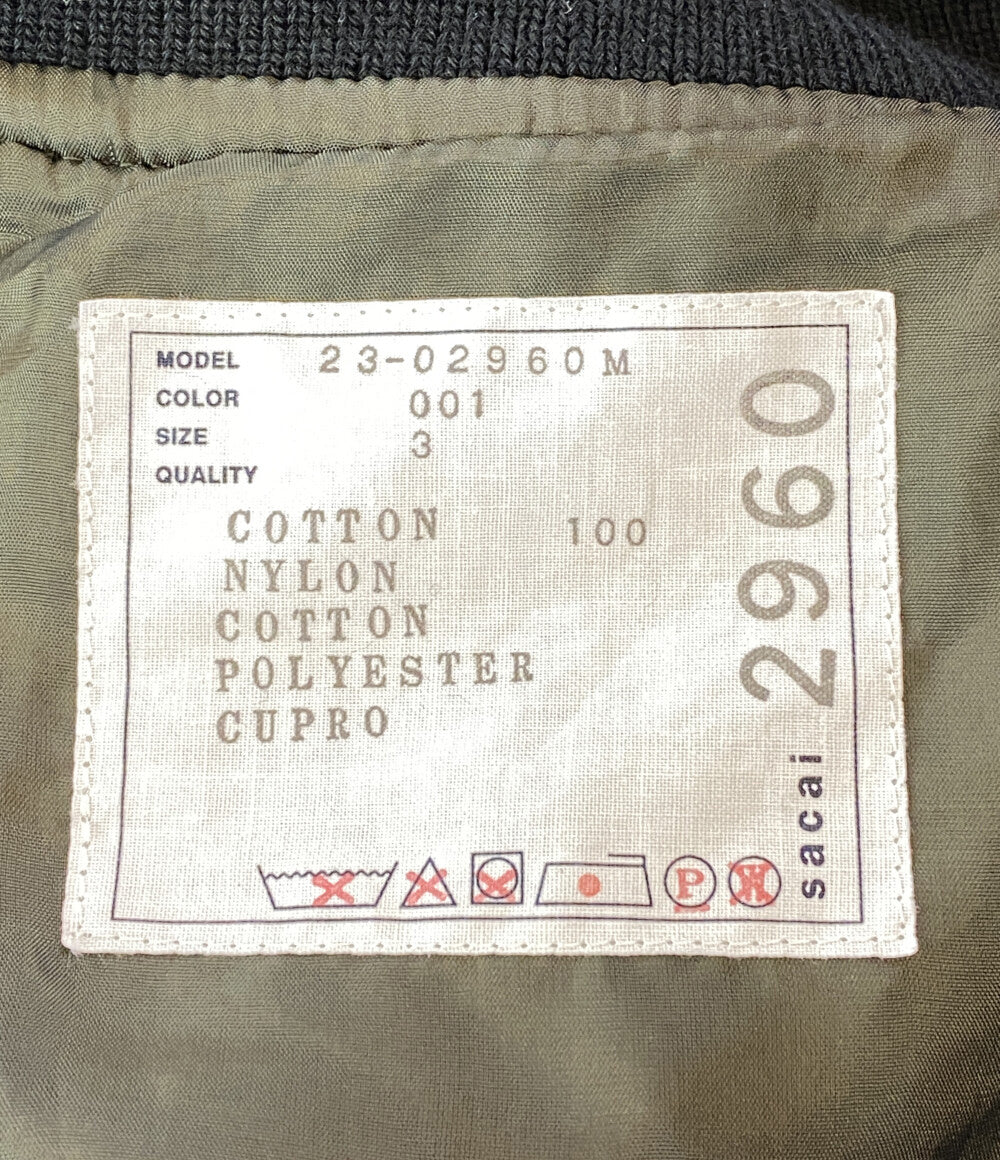 MODEL 23-02960M
COLOR 001
SIZE 3
QUALITY
COTTON 100
NYLON
COTTON
POLYESTER
CUPRO
P
W
sacai 2960